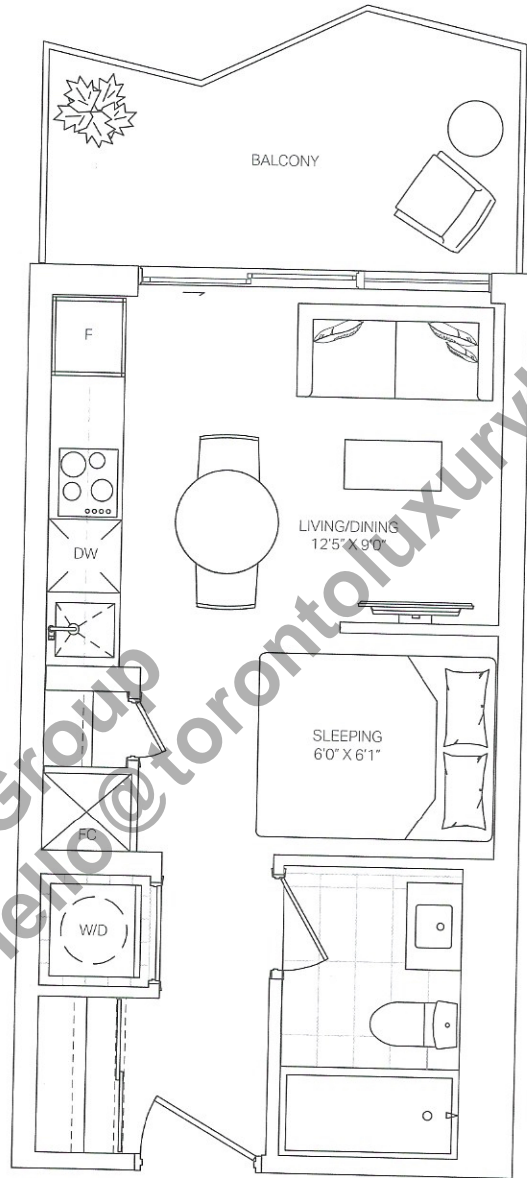 BALCONY
F
DW
LIVING/DINING
12'5" X 9'0"
SLEEPING
6'0" X 6'1"
FC
W/D
Group
hello@torontoluxury